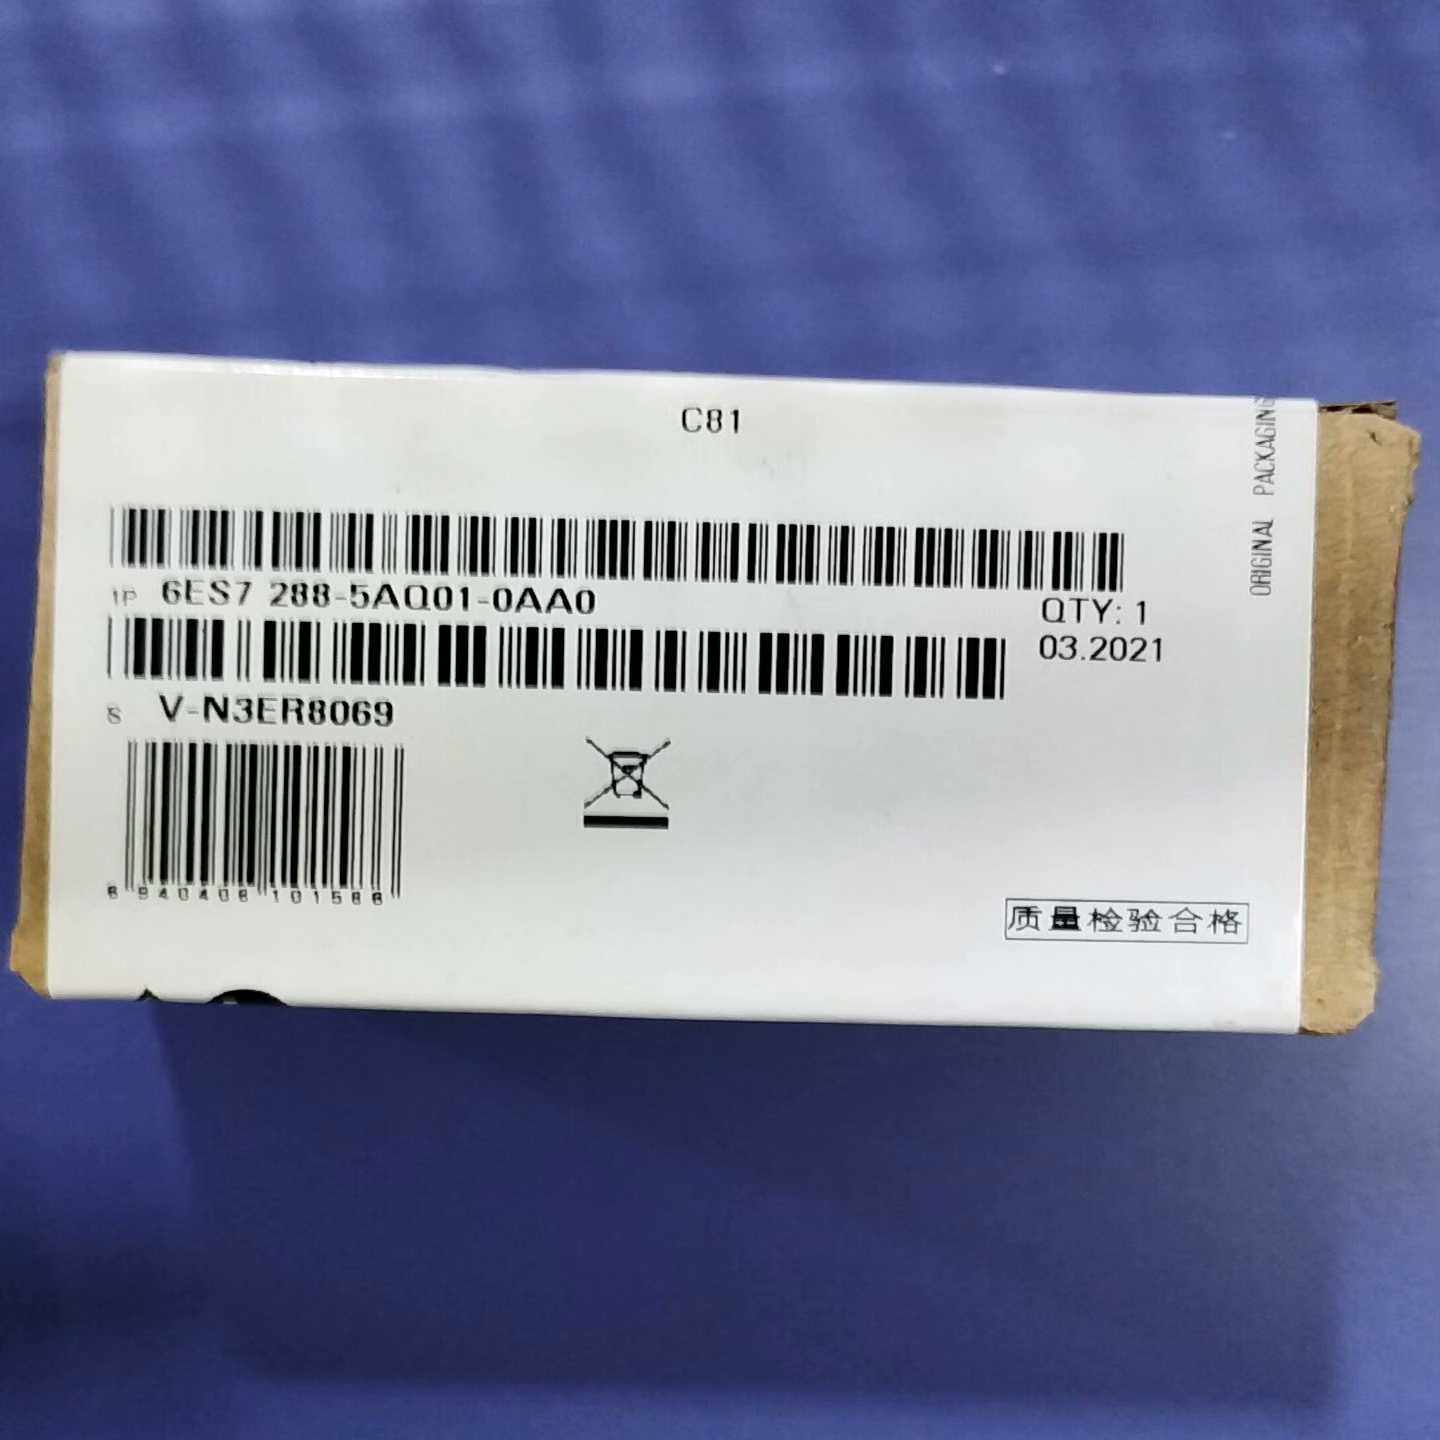 C81
ORIGINAL PACKAGING
1P 6ES7 288-5AQ01-0AA0
QTY: 1
03.2021
S V-N3ER8069
6 940408 101586
质量检验合格